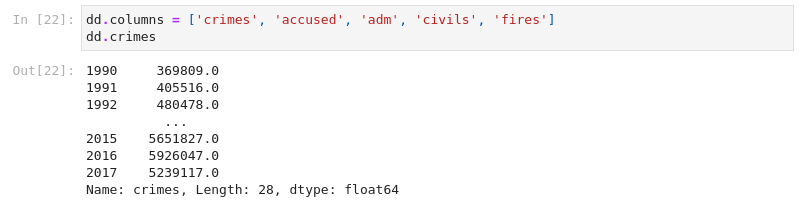 In [22]: dd.columns = ['crimes', 'accused', 'adm', 'civils', 'fires']
dd.crimes
Out[22]: 1990     369809.0
1991     405516.0
1992     480478.0
...
2015    5651827.0
2016    5926047.0
2017    5239117.0
Name: crimes, Length: 28, dtype: float64